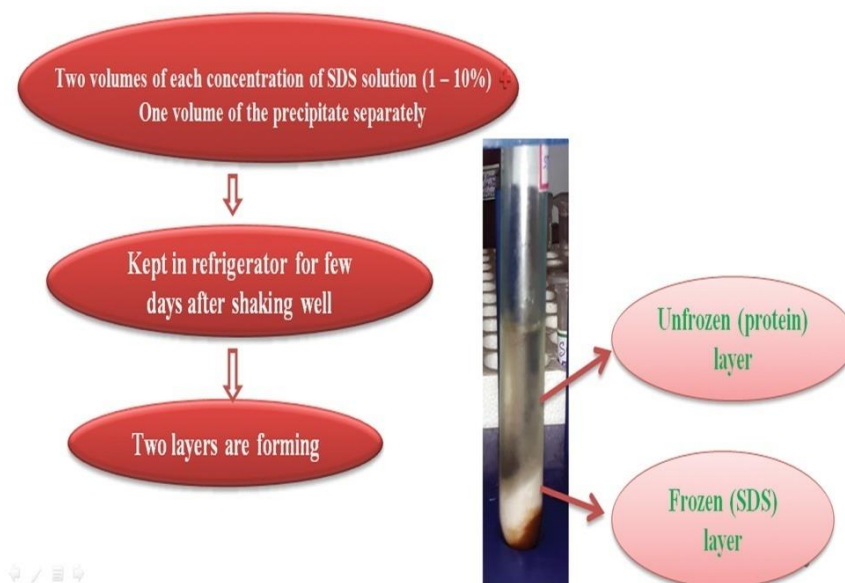 Two volumes of each concentration of SDS solution (1 – 10%) +
One volume of the precipitate separately
Kept in refrigerator for few
days after shaking well
Two layers are forming
Unfrozen (protein)
layer
Frozen (SDS)
layer